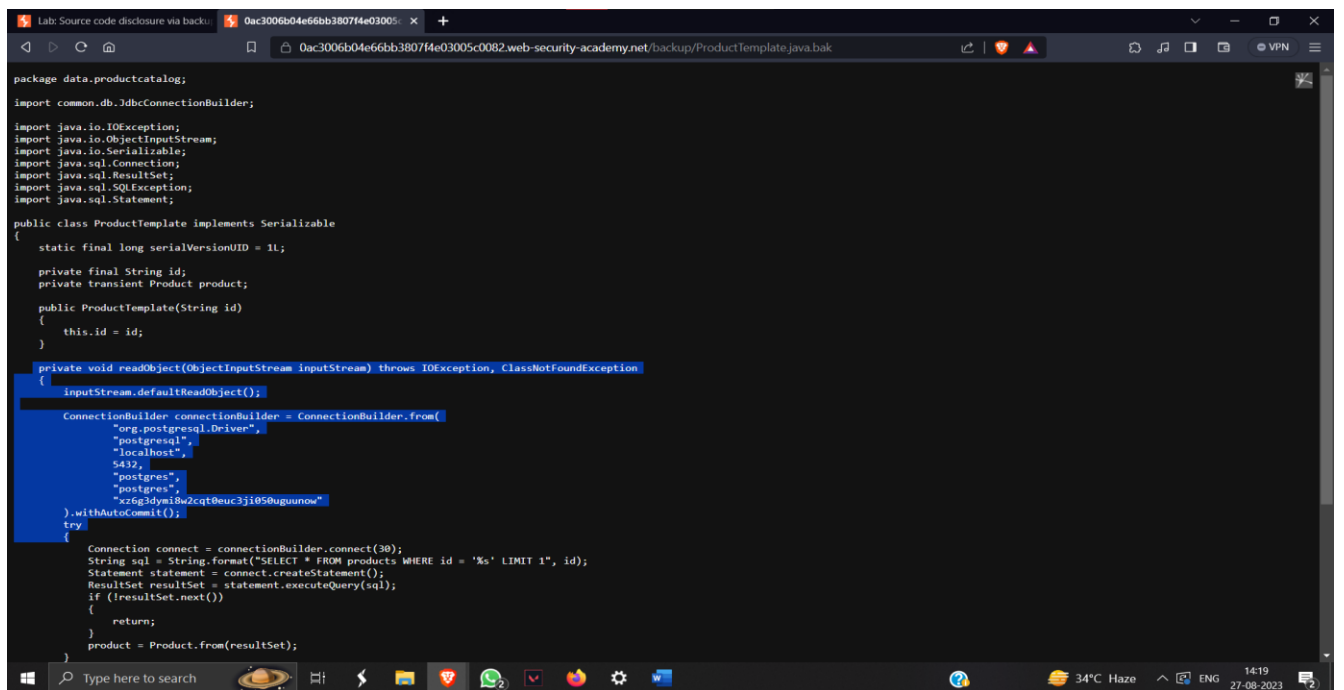 Lab: Source code disclosure via backup
0ac3006b04e66bb3807f4e03005c
0ac3006b04e66bb3807f4e03005c0082.web-security-academy.net/backup/ProductTemplate.java.bak
VPN
package data.productcatalog;
import common.db.JdbcConnectionBuilder;
import java.io.IOException;
import java.io.ObjectInputStream;
import java.io.Serializable;
import java.sql.Connection;
import java.sql.ResultSet;
import java.sql.SQLException;
import java.sql.Statement;
public class ProductTemplate implements Serializable
{
static final long serialVersionUID = 1L;
private final String id;
private transient Product product;
public ProductTemplate(String id)
{
this.id = id;
}
private void readObject(ObjectInputStream inputStream) throws IOException, ClassNotFoundException
{
inputStream.defaultReadObject();
ConnectionBuilder connectionBuilder = ConnectionBuilder.from(
"org.postgresql.Driver",
"postgresql",
"localhost",
5432,
"postgres",
"postgres",
"xz6g3dymi8w2cqt0euc3ji050uguunow"
).withAutoCommit();
try
{
Connection connect = connectionBuilder.connect(30);
String sql = String.format("SELECT * FROM products WHERE id = '%s' LIMIT 1", id);
Statement statement = connect.createStatement();
ResultSet resultSet = statement.executeQuery(sql);
if (!resultSet.next())
{
return;
}
product = Product.from(resultSet);
}
Type here to search
2
34°C Haze
ENG
14:19
27-08-2023
2